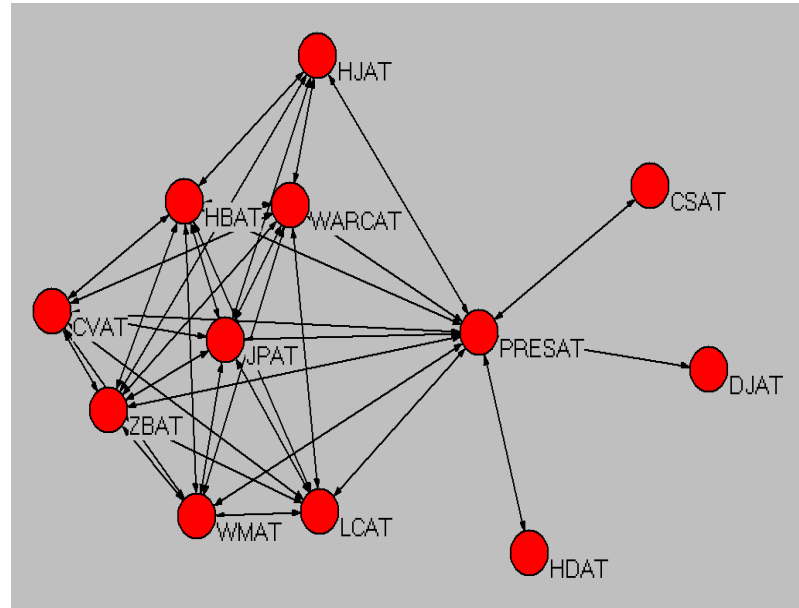 HJAT
CSAT
HBAT
WARCAT
CVAT
JPAT
PRESAT
DJAT
ZBAT
WMAT
LCAT
HDAT